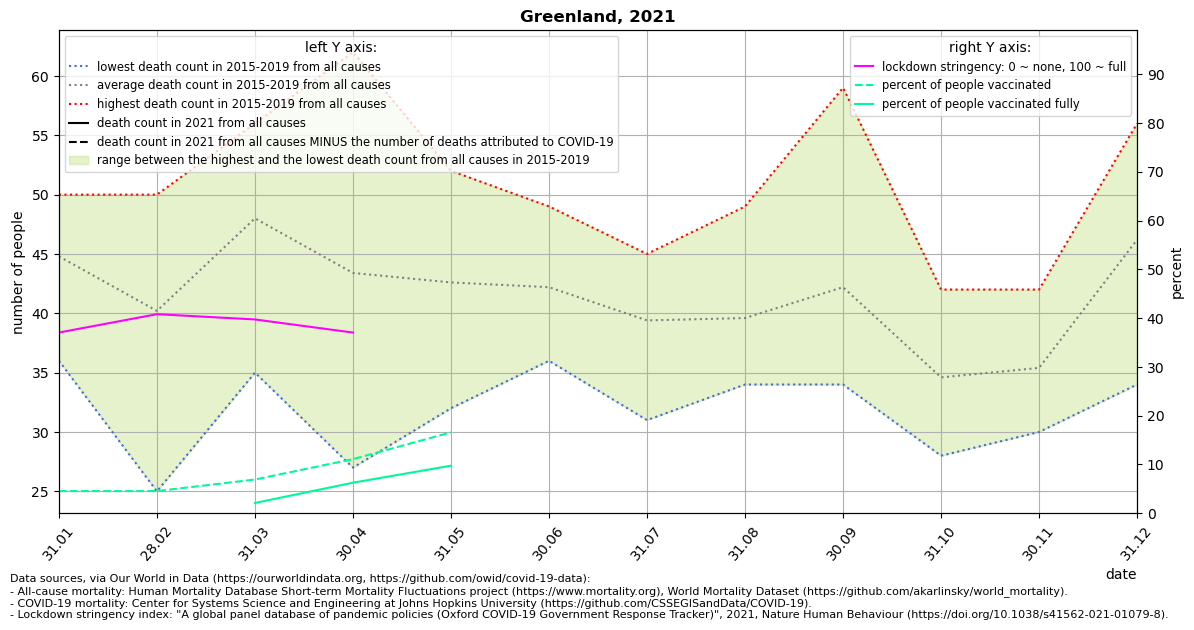 Greenland, 2021
left Y axis:
lowest death count in 2015-2019 from all causes
average death count in 2015-2019 from all causes
highest death count in 2015-2019 from all causes
death count in 2021 from all causes
death count in 2021 from all causes MINUS the number of deaths attributed to COVID-19
range between the highest and the lowest death count from all causes in 2015-2019
right Y axis:
lockdown stringency: 0 ~ none, 100 ~ full
percent of people vaccinated
percent of people vaccinated fully
number of people
60
55
50
45
40
35
30
25
percent
90
80
70
60
50
40
30
20
10
0
31.01
28.02
31.03
30.04
31.05
30.06
31.07
31.08
30.09
31.10
30.11
31.12
date
Data sources, via Our World in Data (https://ourworldindata.org, https://github.com/owid/covid-19-data):
- All-cause mortality: Human Mortality Database Short-term Mortality Fluctuations project (https://www.mortality.org), World Mortality Dataset (https://github.com/akarlinsky/world_mortality).
- COVID-19 mortality: Center for Systems Science and Engineering at Johns Hopkins University (https://github.com/CSSEGISandData/COVID-19).
- Lockdown stringency index: "A global panel database of pandemic policies (Oxford COVID-19 Government Response Tracker)", 2021, Nature Human Behaviour (https://doi.org/10.1038/s41562-021-01079-8).